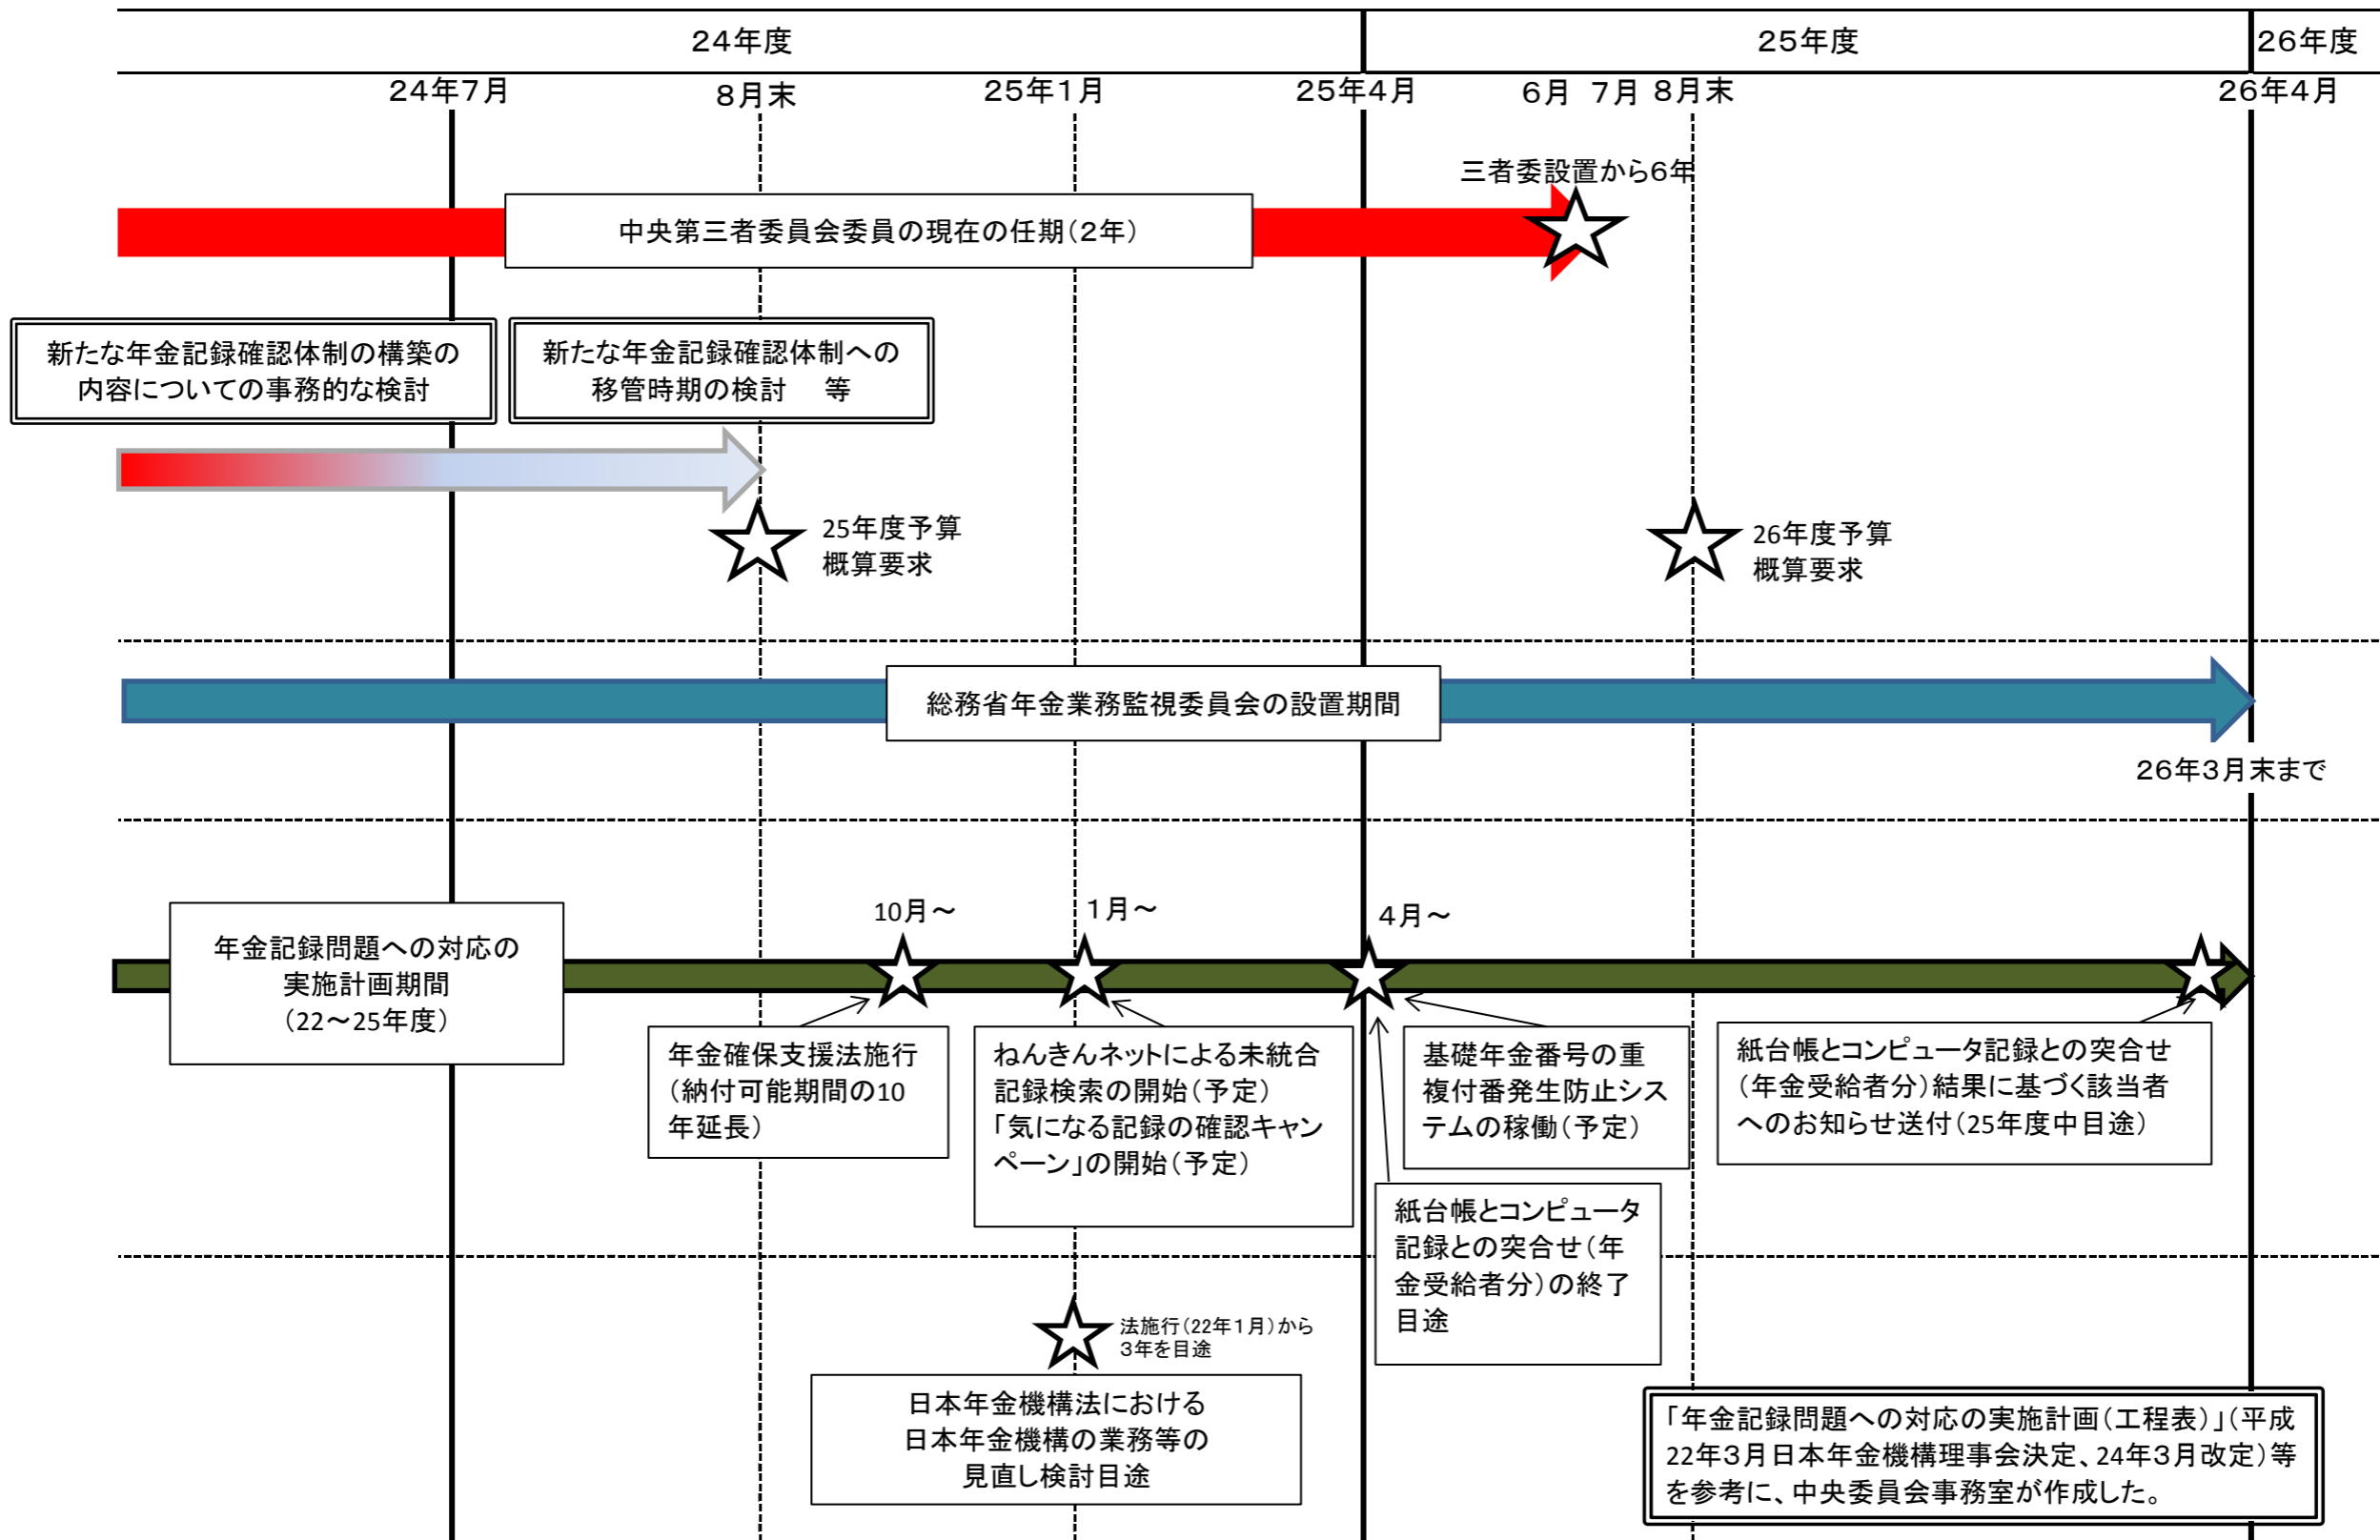 24年度
25年度
26年度
24年7月
8月末
25年1月
25年4月
6月
7月
8月末
26年4月
三者委設置から6年
中央第三者委員会委員の現在の任期(2年)
新たな年金記録確認体制の構築の
内容についての事務的な検討
新たな年金記録確認体制への
移管時期の検討　等
25年度予算
概算要求
26年度予算
概算要求
総務省年金業務監視委員会の設置期間
26年3月末まで
10月～
1月～
4月～
年金記録問題への対応の
実施計画期間
(22～25年度)
年金確保支援法施行
(納付可能期間の10
年延長)
ねんきんネットによる未統合
記録検索の開始(予定)
「気になる記録の確認キャン
ペーン」の開始(予定)
基礎年金番号の重
複付番発生防止シス
テムの稼働(予定)
紙台帳とコンピュータ記録との突合せ
(年金受給者分)結果に基づく該当者
へのお知らせ送付(25年度中目途)
紙台帳とコンピュータ
記録との突合せ(年
金受給者分)の終了
目途
法施行(22年1月)から
3年を目途
日本年金機構法における
日本年金機構の業務等の
見直し検討目途
「年金記録問題への対応の実施計画(工程表)」(平成
22年3月日本年金機構理事会決定、24年3月改定)等
を参考に、中央委員会事務室が作成した。